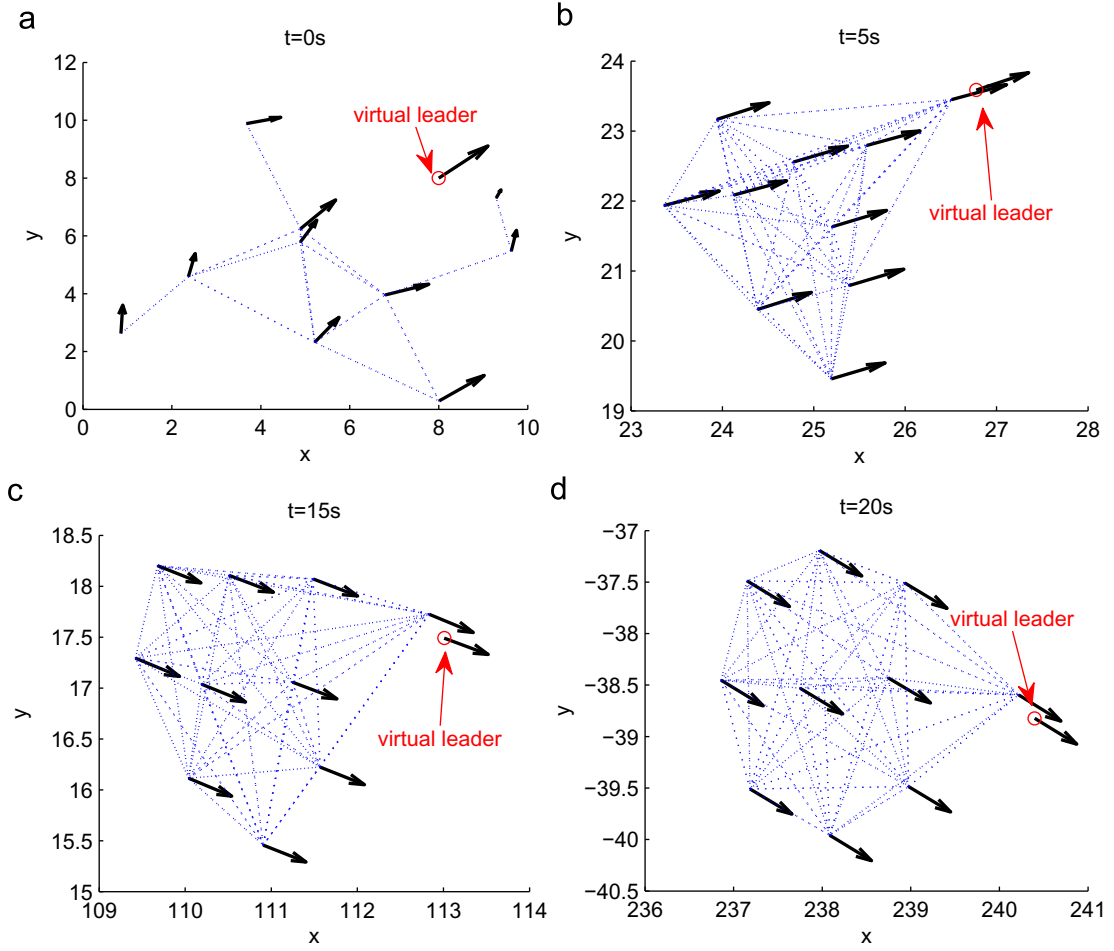 a
t=0s
12
10
8
6
4
2
0
y
virtual leader
0 2 4 6 8 10
x
b
t=5s
24
23
22
21
20
19
y
virtual leader
23 24 25 26 27 28
x
c
t=15s
18.5
18
17.5
17
16.5
16
15.5
15
y
virtual leader
109 110 111 112 113 114
x
d
t=20s
−37
−37.5
−38
−38.5
−39
−39.5
−40
−40.5
y
virtual leader
236 237 238 239 240 241
x